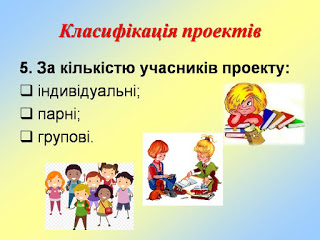 Класифікація проектів
5. За кількістю учасників проекту:
❑ індивідуальні;
❑ парні;
❑ групові.